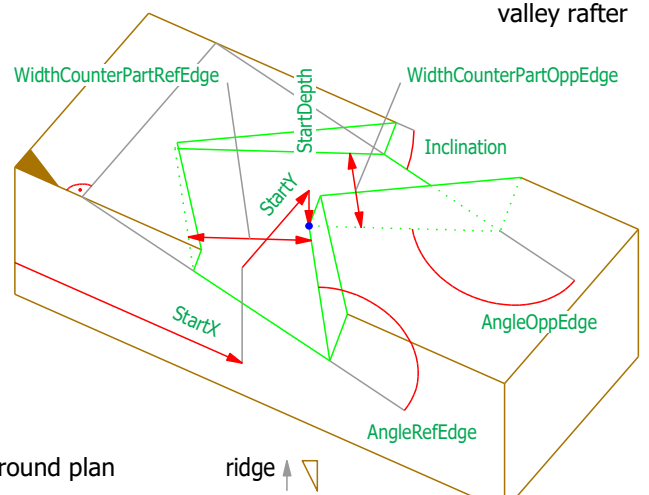 valley rafter
WidthCounterPartRefEdge
StartDepth
WidthCounterPartOppEdge
Inclination
StartY
StartX
AngleOppEdge
AngleRefEdge
round plan
ridge